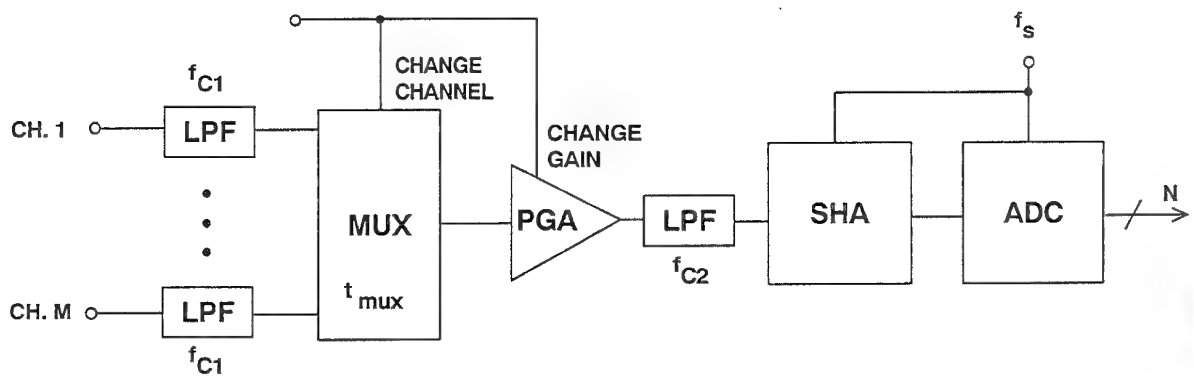 f_S
f_C1
CHANGE
CHANNEL
CH. 1
LPF
CHANGE
GAIN
MUX
PGA
LPF
SHA
ADC
N
f_C2
t_mux
CH. M
LPF
f_C1